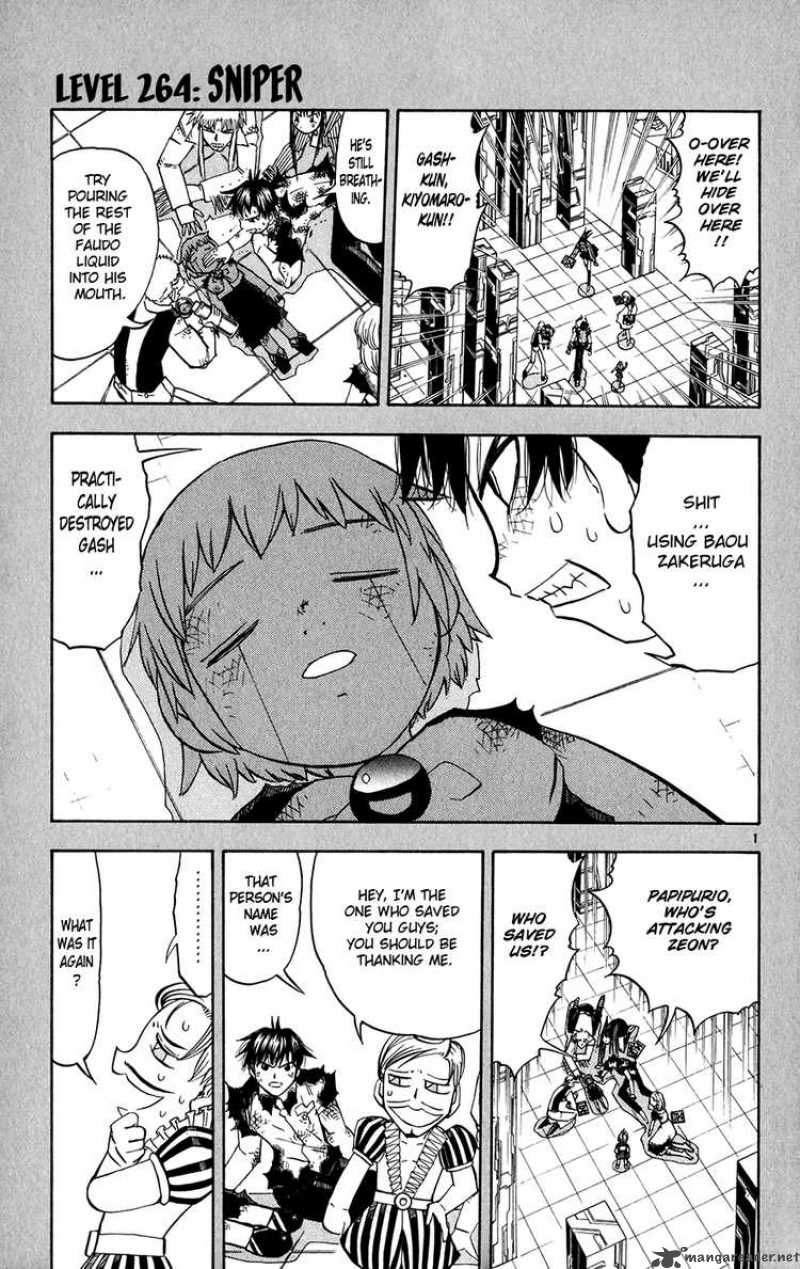 LEVEL 264: SNIPER
O-OVER
HERE!
WE'LL
HIDE
OVER
HERE
!!
GASH-
KUN,
KIYOMARO-
KUN!!
HE'S
STILL
BREATH-
ING.
TRY
POURING
THE REST
OF THE
FAUDO
LIQUID
INTO HIS
MOUTH.
SHIT
...
USING BAOU
ZAKERUGA
...
PRACTI-
CALLY
DESTROYED
GASH
...
1
PAPIPURIO,
WHO'S
ATTACKING
ZEON?
WHO
SAVED
US!?
HEY, I'M THE
ONE WHO SAVED
YOU GUYS;
YOU SHOULD BE
THANKING ME.
THAT
PERSON'S
NAME
WAS
...
.........
WHAT
WAS IT
AGAIN
?
mangareader.net